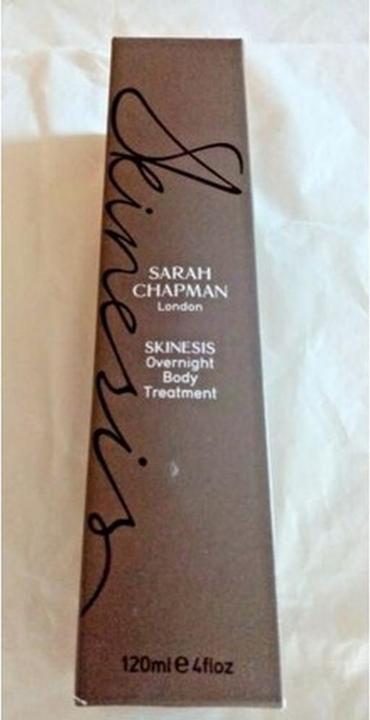 Skinesis
SARAH
CHAPMAN
London
SKINESIS
Overnight
Body
Treatment
120ml e 4floz